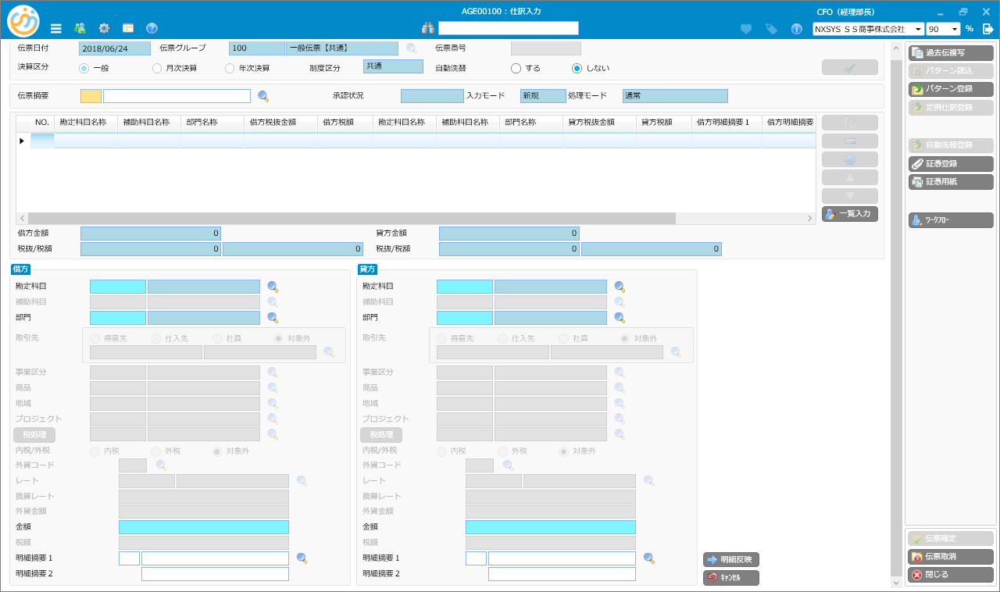 AGE00100：仕訳入力
CFO（経理部長）
NXSYS ＳＳ商事株式会社
90
%
伝票日付
2018/06/24
伝票グループ
100
一般伝票【共通】
伝票番号
決算区分
一般
月次決算
年次決算
制度区分
共通
自動洗替
する
しない
伝票摘要
承認状況
入力モード
新規
処理モード
通常
NO. 勘定科目名称 補助科目名称 部門名称 借方税抜金額 借方税額 勘定科目名称 補助科目名称 部門名称 貸方税抜金額 貸方税額 借方明細摘要１ 借方明細摘要
一覧入力
借方金額 0
貸方金額 0
税抜/税額 0 0
税抜/税額 0 0
借方
勘定科目
補助科目
部門
取引先
得意先 仕入先 社員 対象外
事業区分
商品
地域
プロジェクト
税処理
内税/外税 内税 外税 対象外
外貨コード
レート
換算レート
外貨金額
金額
税額
明細摘要１
明細摘要２
貸方
勘定科目
補助科目
部門
取引先
得意先 仕入先 社員 対象外
事業区分
商品
地域
プロジェクト
税処理
内税/外税 内税 外税 対象外
外貨コード
レート
換算レート
外貨金額
金額
税額
明細摘要１
明細摘要２
明細反映
ｷｬﾝｾﾙ
過去伝複写
パターン読込
パターン登録
定例仕訳登録
自動洗替登録
証憑登録
証憑用紙
ﾜｰｸﾌﾛｰ
伝票確定
伝票取消
閉じる